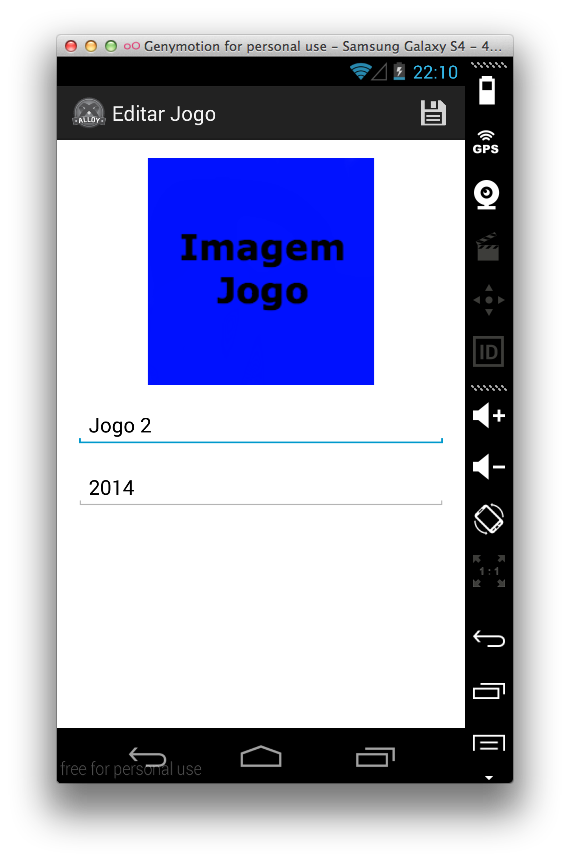 Genymotion for personal use - Samsung Galaxy S4 - 4...
22:10
ALLOY
Editar Jogo
GPS
Imagem
Jogo
ID
Jogo 2
2014
1:1
free for personal use